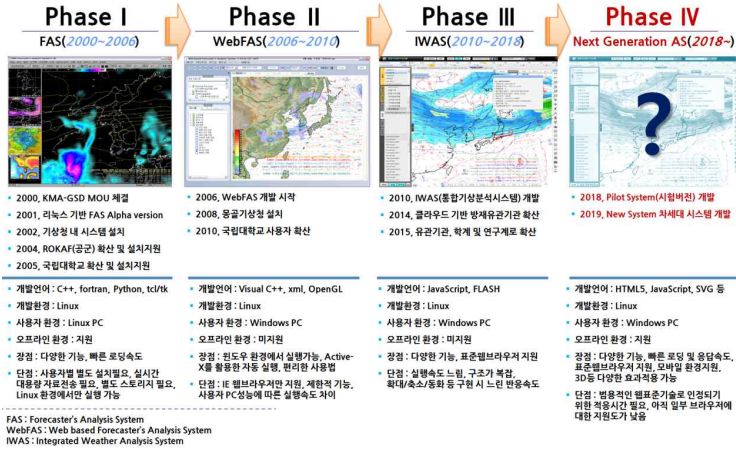 Phase Ⅰ
FAS(2000~2006)
• 2000, KMA-GSD MOU 체결
• 2001, 리눅스 기반 FAS Alpha version
• 2002, 기상청 내 시스템 설치
• 2004, ROKAF(공군) 확산 및 설치지원
• 2005, 국립대학교 확산 및 설치지원
• 개발언어 : C++, fortran, Python, tcl/tk
• 개발환경 : Linux
• 사용자 환경 : Linux PC
• 오프라인 환경 : 지원
• 장점 : 다양한 기능, 빠른 로딩속도
• 단점 : 사용자별 별도 설치필요, 실시간
대용량 자료전송 필요, 별도 스토리지 필요,
Linux 환경에서만 실행 가능
Phase Ⅱ
WebFAS(2006~2010)
• 2006, WebFAS 개발 시작
• 2008, 몽골기상청 설치
• 2010, 국립대학교 사용자 확산
• 개발언어 : Visual C++, xml, OpenGL
• 개발환경 : Linux
• 사용자 환경 : Windows PC
• 오프라인 환경 : 미지원
• 장점 : 윈도우 환경에서 실행가능, Active-
X를 활용한 자동 실행, 편리한 사용법
• 단점 : IE 웹브라우저만 지원, 제한적 기능,
사용자 PC성능에 따른 실행속도 차이
Phase Ⅲ
IWAS(2010~2018)
• 2010, IWAS(통합기상분석시스템) 개발
• 2014, 클라우드 기반 방재유관기관 확산
• 2015, 유관기관, 학계 및 연구계로 확산
• 개발언어 : JavaScript, FLASH
• 개발환경 : Linux
• 사용자 환경 : Windows PC
• 오프라인 환경 : 미지원
• 장점 : 다양한 기능, 표준웹브라우저 지원
• 단점 : 실행속도 느림, 구조가 복잡,
확대/축소/동화 등 구현 시 느린 반응속도
Phase Ⅳ
Next Generation AS(2018~)
?
• 2018, Pilot System(시험버전) 개발
• 2019, New System 차세대 시스템 개발
• 개발언어 : HTML5, JavaScript, SVG 등
• 개발환경 : Linux
• 사용자 환경 : Windows PC
• 오프라인 환경 : 지원
• 장점 : 다양한 기능, 빠른 로딩 및 응답속도,
표준웹브라우저 지원, 모바일 환경지원,
3D등 다양한 효과적용 가능
• 단점 : 범용적인 웹표준기술로 인정되기
위한 적응시간 필요, 아직 일부 브라우저에
대한 지원도가 낮음
FAS : Forecaster's Analysis System
WebFAS : Web based Forecaster's Analysis System
IWAS : Integrated Weather Analysis System